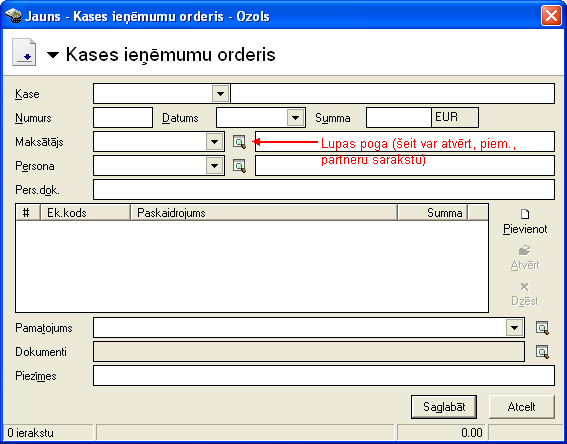 Jauns - Kases ieņēmumu orderis - Ozols
Kases ieņēmumu orderis
Kase
Numurs Datums Summa EUR
Maksātājs Lupas poga (šeit var atvērt, piem.,
partneru sarakstu)
Persona
Pers.dok.
# Ek.kods Paskaidrojums Summa
Pievienot
Atvērt
Dzēst
Pamatojums
Dokumenti
Piezīmes
Saglabāt Atcelt
0 ierakstu 0.00